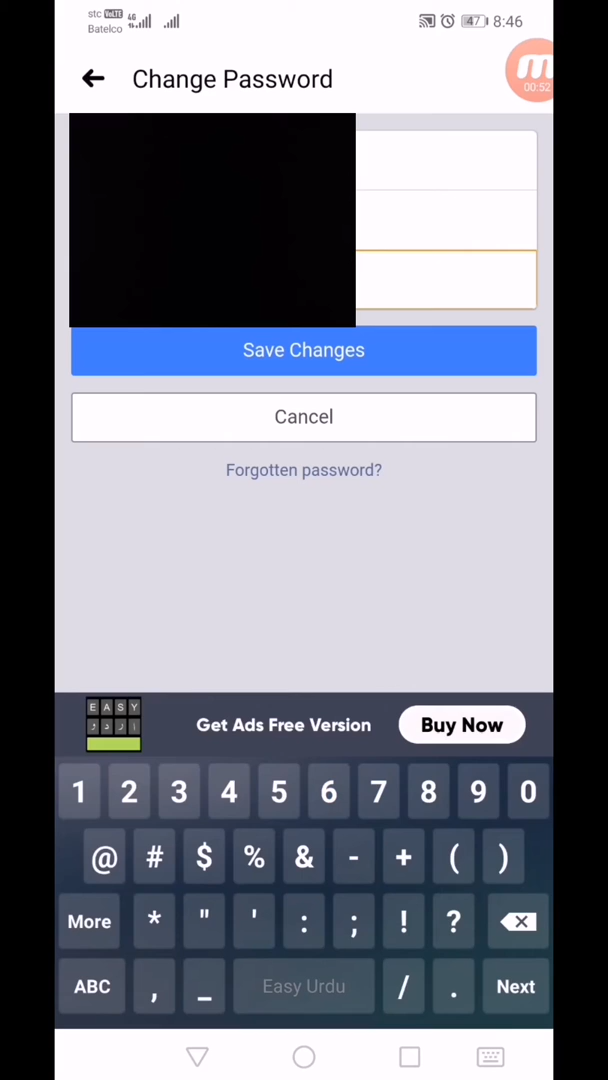 stc VoLTE 4G
Batelco
47 8:46
Change Password
00:52
Save Changes
Cancel
Forgotten password?
E A S Y
Get Ads Free Version
Buy Now
1 2 3 4 5 6 7 8 9 0
@ # $ % & - + ( )
More * " ' : ; ! ?
ABC , _ Easy Urdu / . Next